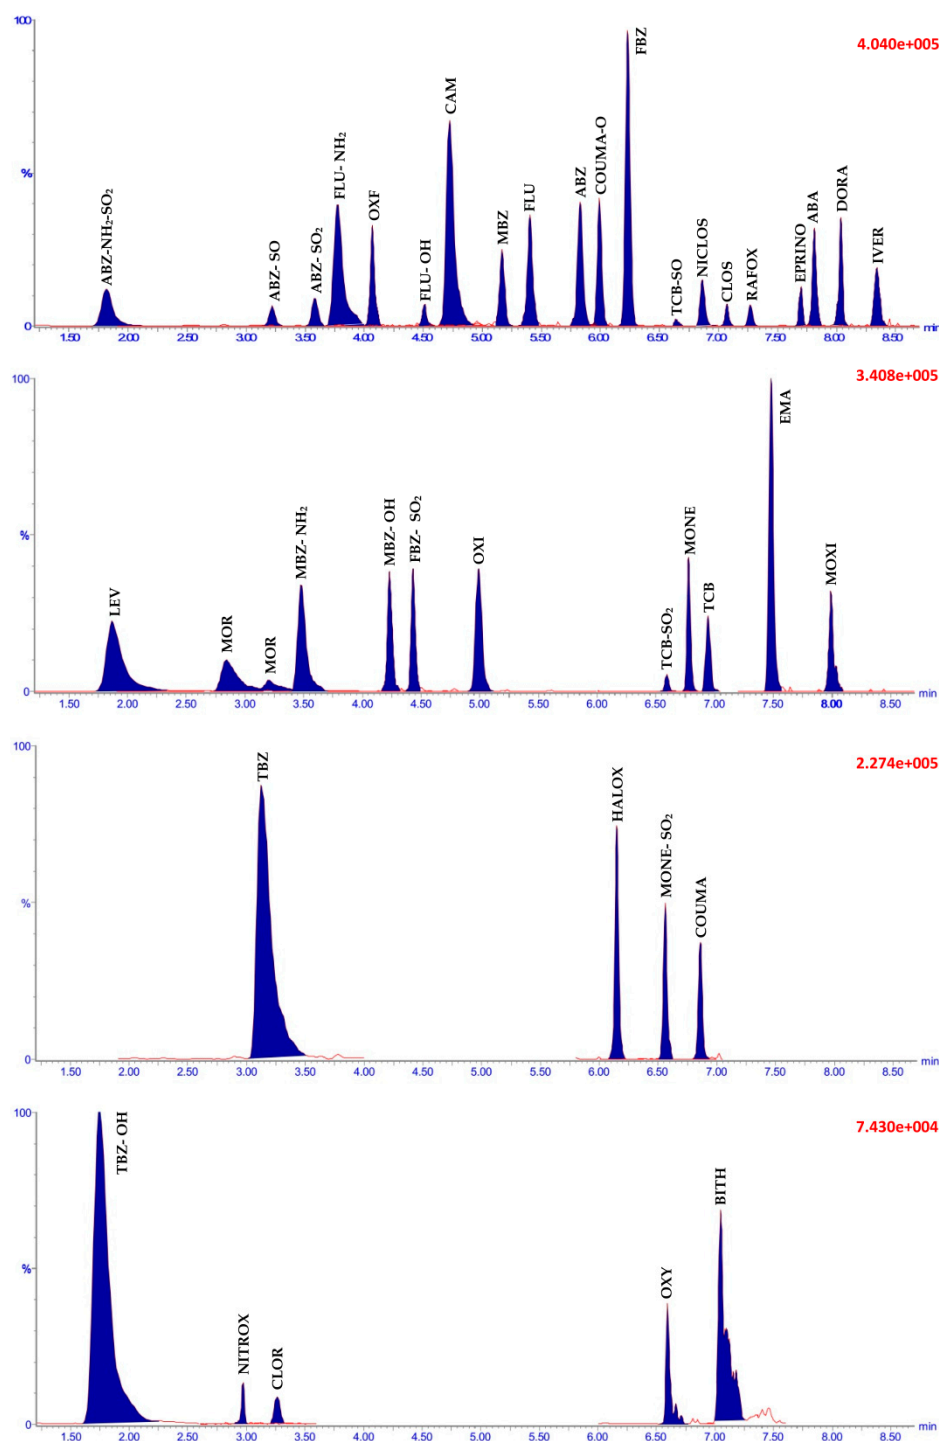 100
4.040e+005
FBZ
CAM
%
ABZ-NH₂-SO₂
ABZ- SO
ABZ- SO₂
FLU- NH₂
OXF
FLU- OH
MBZ
FLU
ABZ
COUMA-O
TCB-SO
NICLOS
CLOS
RAFOX
EPRINO
ABA
DORA
IVER
0
1.50 2.00 2.50 3.00 3.50 4.00 4.50 5.00 5.50 6.00 6.50 7.00 7.50 8.00 8.50 min
100
3.408e+005
EMA
%
LEV
MOR
MOR
MBZ- NH₂
MBZ- OH
FBZ- SO₂
OXI
TCB-SO₂
MONE
TCB
MOXI
0
1.50 2.00 2.50 3.00 3.50 4.00 4.50 5.00 5.50 6.00 6.50 7.00 7.50 8.00 8.50 min
100
2.274e+005
TBZ
HALOX
MONE- SO₂
COUMA
%
0
1.50 2.00 2.50 3.00 3.50 4.00 4.50 5.00 5.50 6.00 6.50 7.00 7.50 8.00 8.50 min
100
7.430e+004
TBZ- OH
%
NITROX
CLOR
OXY
BITH
0
1.50 2.00 2.50 3.00 3.50 4.00 4.50 5.00 5.50 6.00 6.50 7.00 7.50 8.00 8.50 min